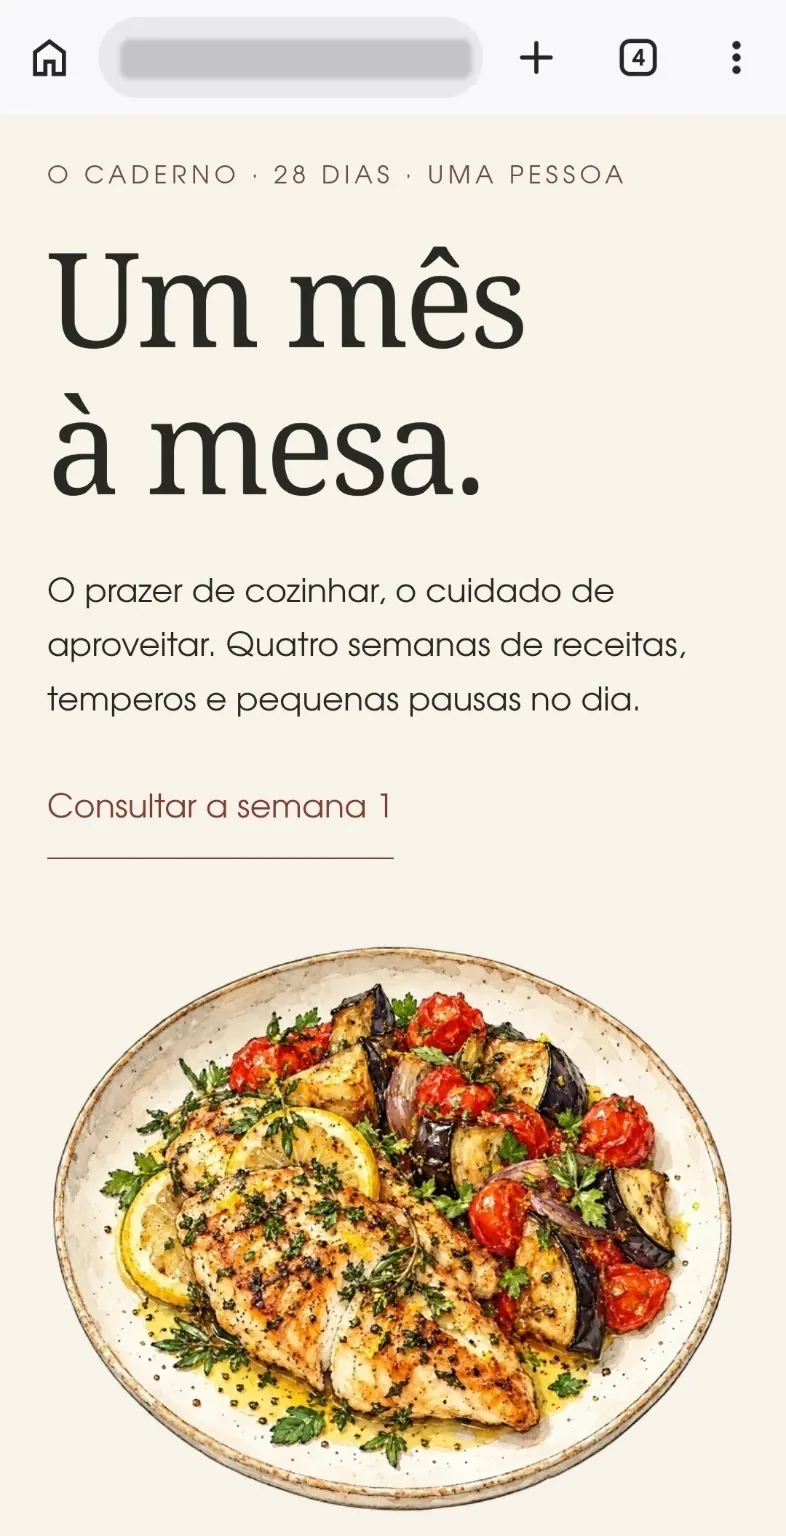 4
O CADERNO · 28 DIAS · UMA PESSOA
Um mês
à mesa.
O prazer de cozinhar, o cuidado de
aproveitar. Quatro semanas de receitas,
temperos e pequenas pausas no dia.
Consultar a semana 1